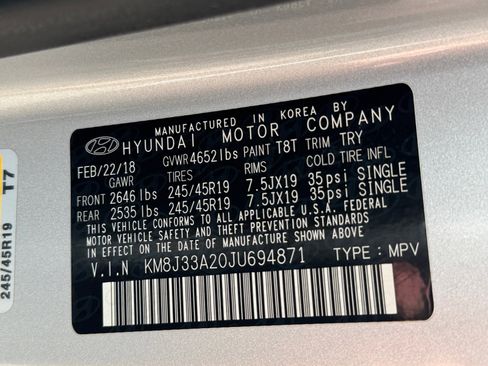 MANUFACTURED IN KOREA BY
HYUNDAI MOTOR COMPANY
FEB/22/18 GVWR 4652 lbs PAINT T8T TRIM TRY
GAWR TIRES RIMS COLD TIRE INFL
FRONT 2646 lbs 245/45R19 7.5JX19 35psi SINGLE
REAR 2535 lbs 245/45R19 7.5JX19 35psi SINGLE
THIS VEHICLE CONFORMS TO ALL APPLICABLE U.S. FEDERAL
MOTOR VEHICLE SAFETY, BUMPER, AND THEFT PREVENTION STANDARDS
IN EFFECT ON THE DATE OF MANUFACTURE SHOWN ABOVE.
V.I.N KM8J33A20JU694871 TYPE : MPV
245/45R19 T7